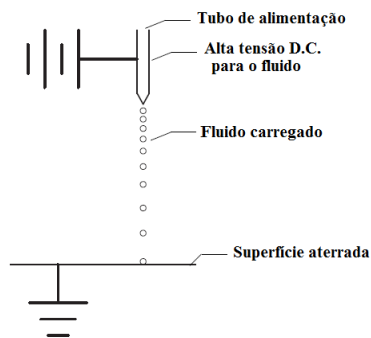 Tubo de alimentação
Alta tensão D.C.
para o fluido
Fluido carregado
Superfície aterrada